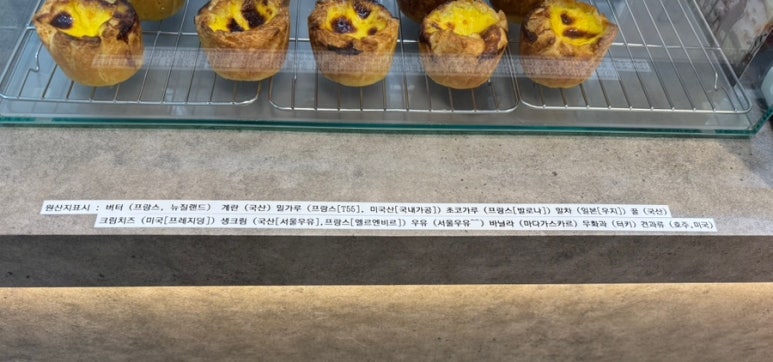 원산지표시 : 버터 (프랑스, 뉴질랜드) 계란 (국산) 밀가루 (프랑스[T55], 미국산[국내가공]) 초코가루 (프랑스[발로나]) 말차 (일본[우지]) 꿀 (국산)
크림치즈 (미국[프레지덩]) 생크림 (국산[서울우유],프랑스[엘르엔비르]) 우유 (서울우유^^) 바닐라 (마다가스카르) 무화과 (터키) 견과류 (호주,미국)